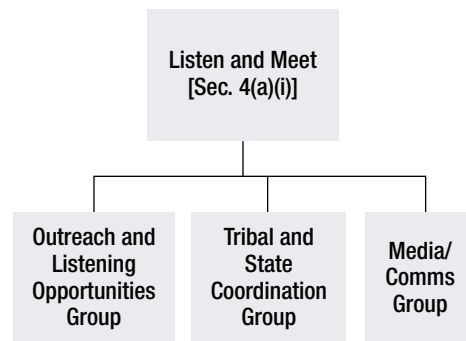 Listen and Meet
[Sec. 4(a)(i)]
Outreach and
Listening
Opportunities
Group
Tribal and
State
Coordination
Group
Media/
Comms
Group